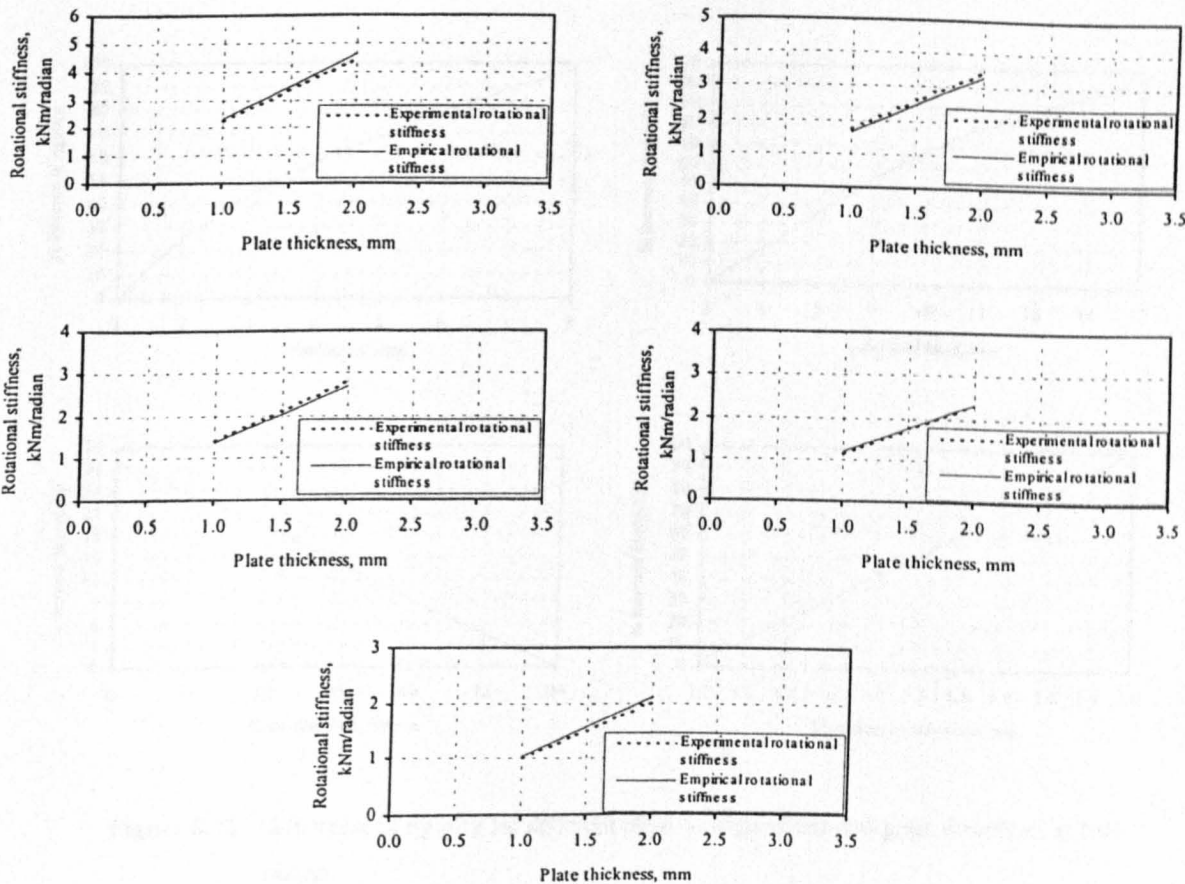 Rotational stiffness,
kNm/radian
6
5
4
3
2
1
0
Experimental rotational
stiffness
Empirical rotational
stiffness
0.0 0.5 1.0 1.5 2.0 2.5 3.0 3.5
Plate thickness, mm
Rotational stiffness,
kNm/radian
5
4
3
2
1
0
Experimental rotational
stiffness
Empirical rotational
stiffness
0.0 0.5 1.0 1.5 2.0 2.5 3.0 3.5
Plate thickness, mm
Rotational stiffness,
kNm/radian
4
3
2
1
0
Experimental rotational
stiffness
Empirical rotational
stiffness
0.0 0.5 1.0 1.5 2.0 2.5 3.0 3.5
Plate thickness, mm
Rotational stiffness,
kNm/radian
4
3
2
1
0
Experimental rotational
stiffness
Empirical rotational
stiffness
0.0 0.5 1.0 1.5 2.0 2.5 3.0 3.5
Plate thickness, mm
Rotational stiffness,
kNm/radian
3
2
1
0
Experimental rotational
stiffness
Empirical rotational
stiffness
0.0 0.5 1.0 1.5 2.0 2.5 3.0 3.5
Plate thickness, mm